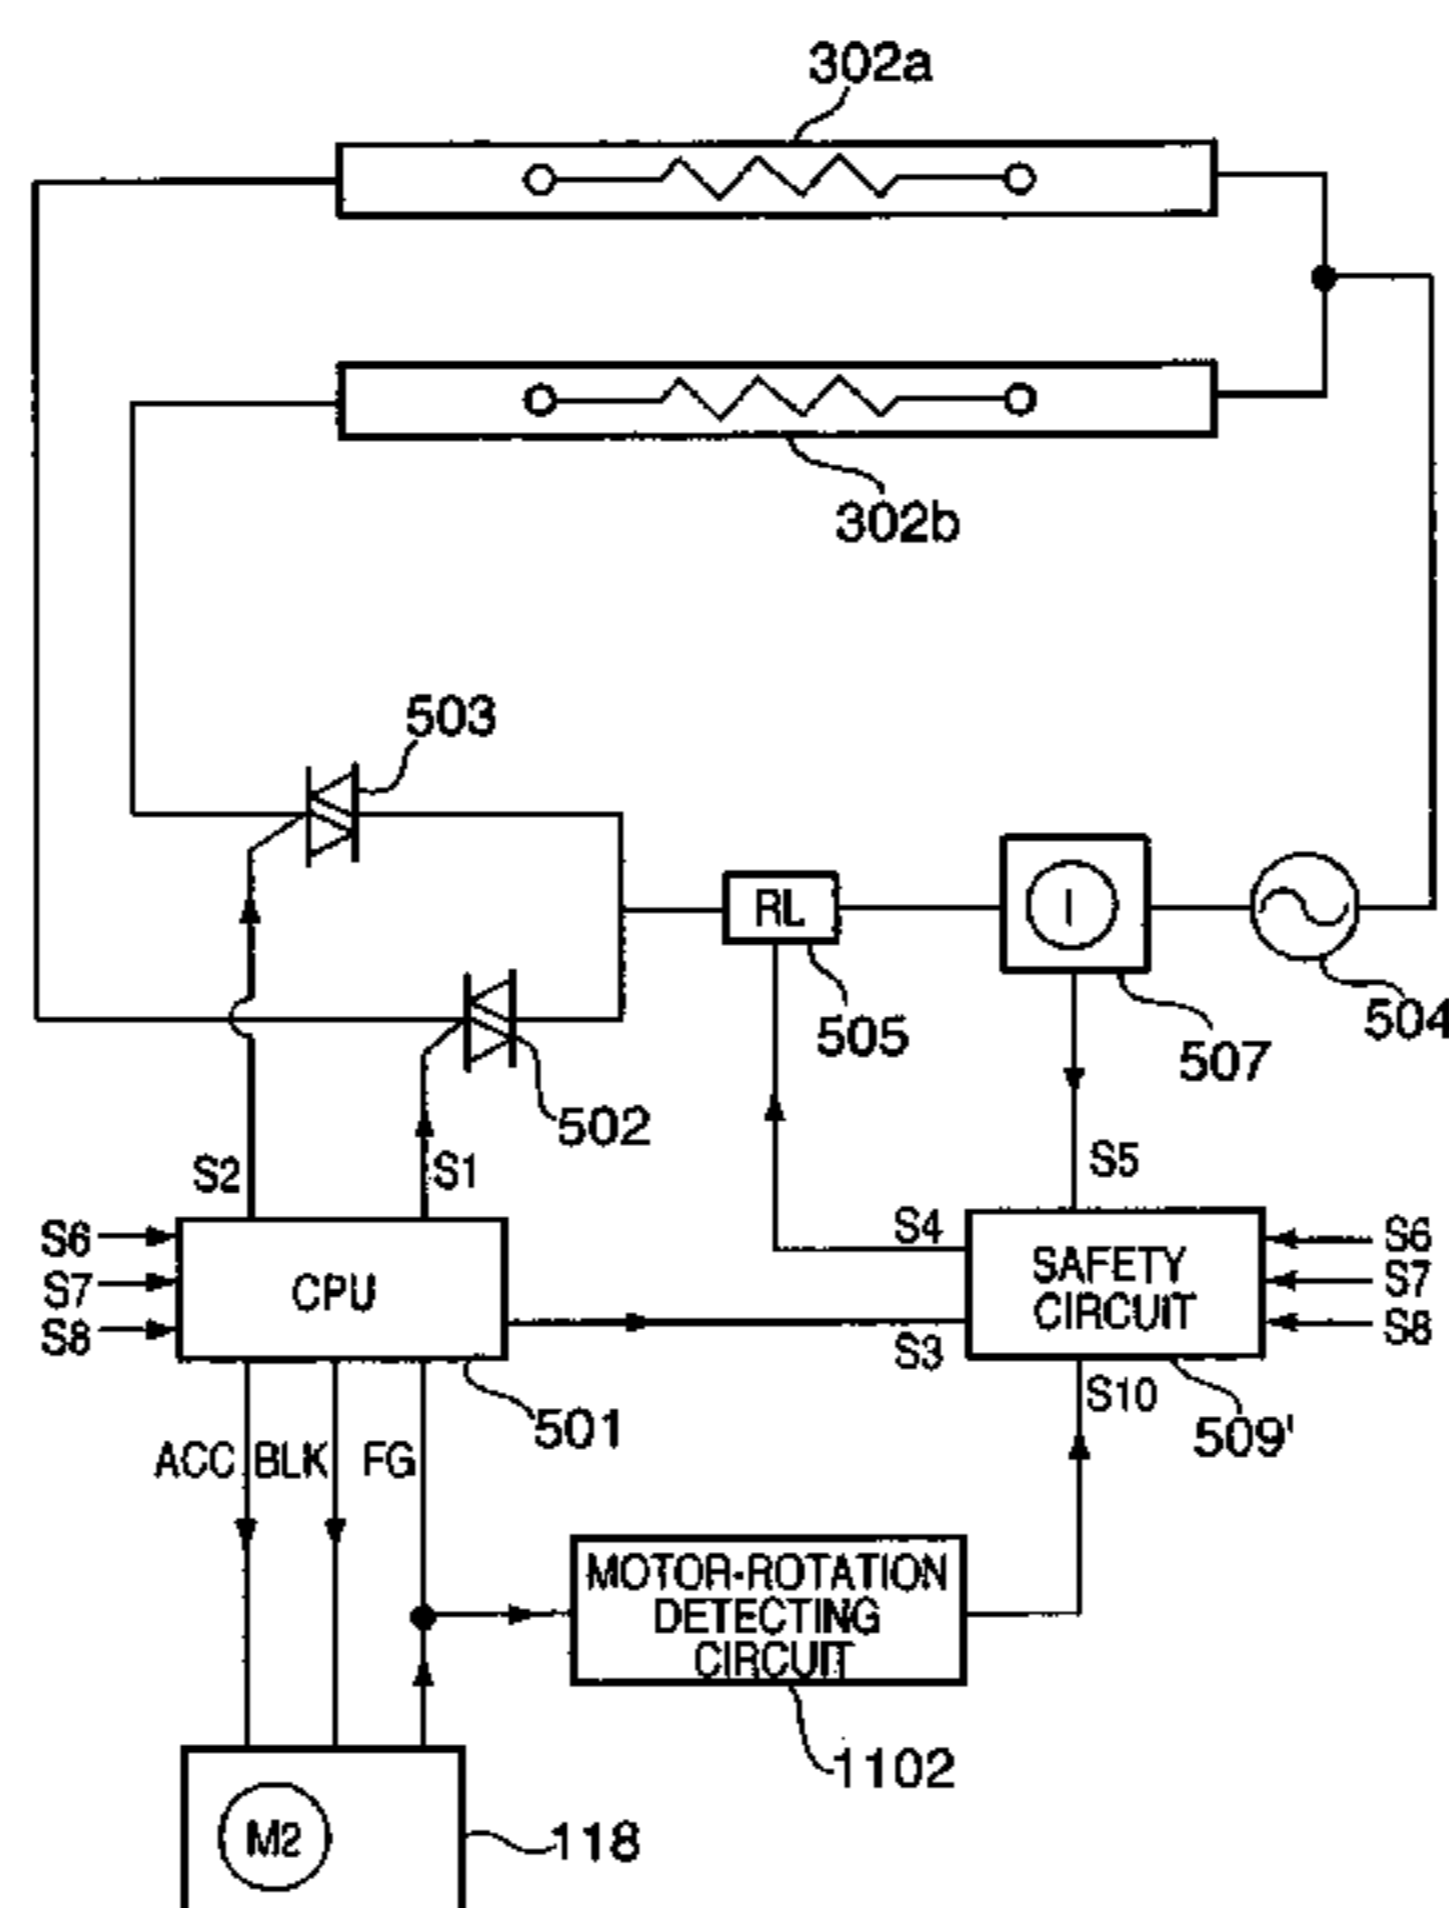 302a
302b
503
RL
I
504
505
507
502
S2
S1
S5
S6
S7
S8
CPU
S4
SAFETY
CIRCUIT
S6
S7
S8
S3
S10
501
509'
ACC
BLK
FG
MOTOR-ROTATION
DETECTING
CIRCUIT
1102
M2
118